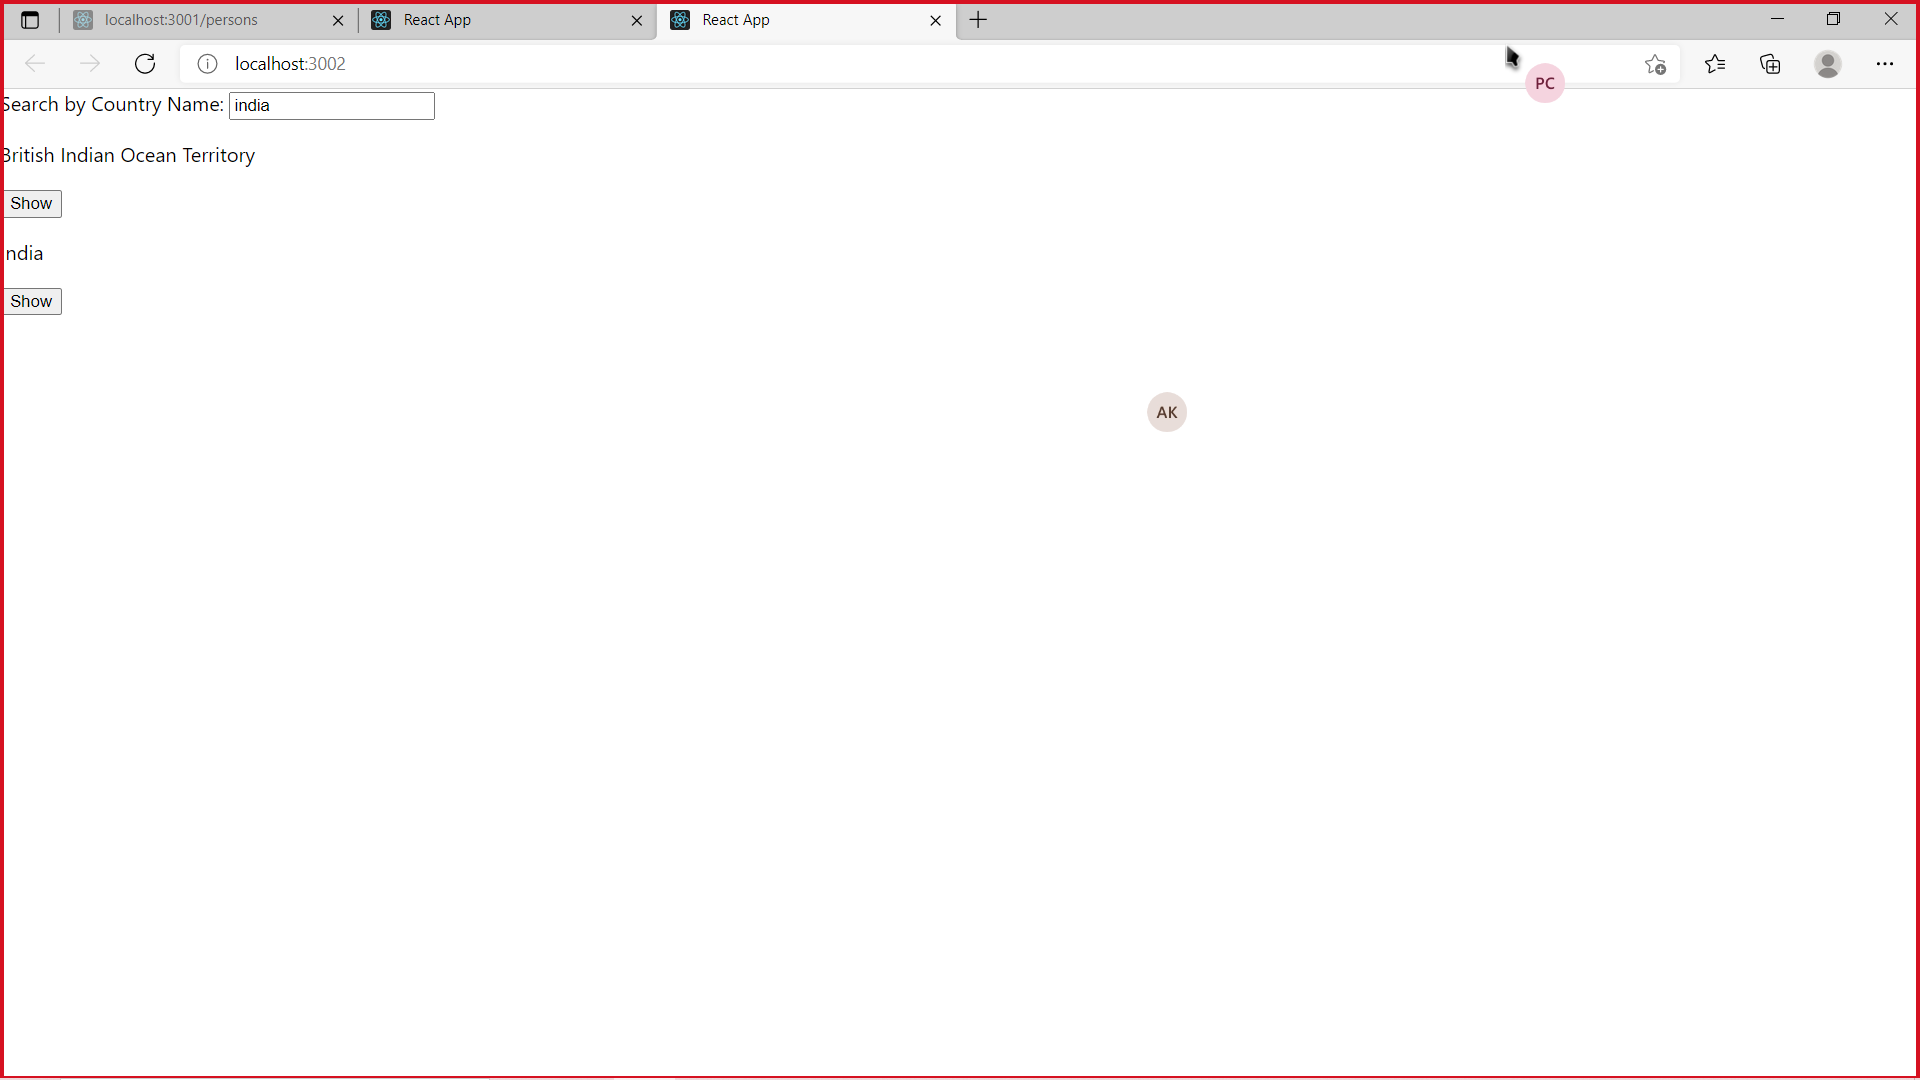 localhost:3001/persons
React App
React App
localhost:3002
PC
Search by Country Name: india
British Indian Ocean Territory
Show
ndia
Show
AK